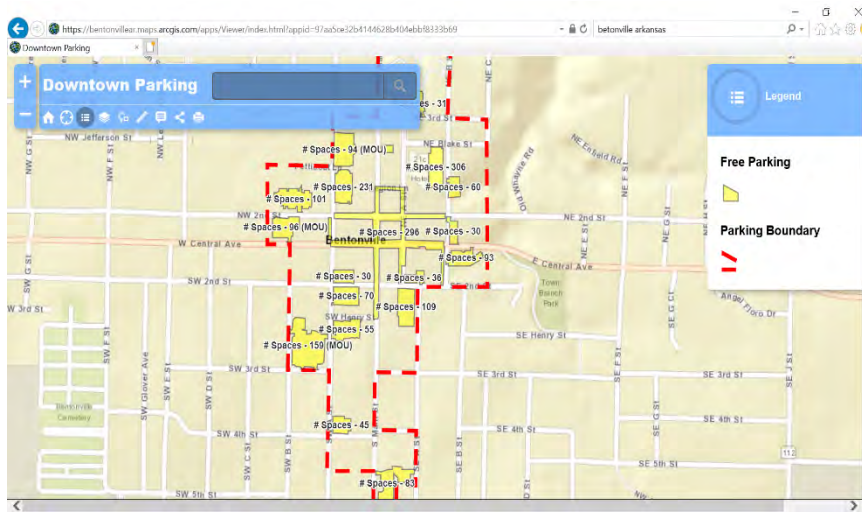 https://bentonvillear.maps.arcgis.com/apps/Viewer/index.html?appid=97aa5ce32b4144628b404ebbf8333b69
betonville arkansas
Downtown Parking
Downtown Parking
Legend
Free Parking
Parking Boundary
NW Jefferson St
NE Blake St
# Spaces - 94 (MOU)
# Spaces - 306
# Spaces - 231
# Spaces - 60
# Spaces - 101
NE 2nd St
# Spaces - 96 (MOU)
# Spaces - 296
# Spaces - 30
Bentonville
W Central Ave
# Spaces - 93
E Central Ave
SW 2nd St
# Spaces - 30
# Spaces - 36
Town
Branch
Park
# Spaces - 70
# Spaces - 109
W 3rd St
SW Henry St
# Spaces - 55
SE Henry St
# Spaces - 159 (MOU)
SW 3rd St
SE 3rd St
SE 3rd St
Bentonville
Cemetery
# Spaces - 45
SW 4th St
SE 4th St
SE 4th St
112
SE 5th St
# Spaces - 83
SW 5th St
NW G St
NW F St
NE C St
Old Wayne Rd
NE Enfield Rd
NE F St
NE G St
SW G St
SW F St
SW Glover Ave
SW E St
SW D St
SW C St
SW B St
SE B St
SE F St
SE G St
SE J St
Angel Floro Dr